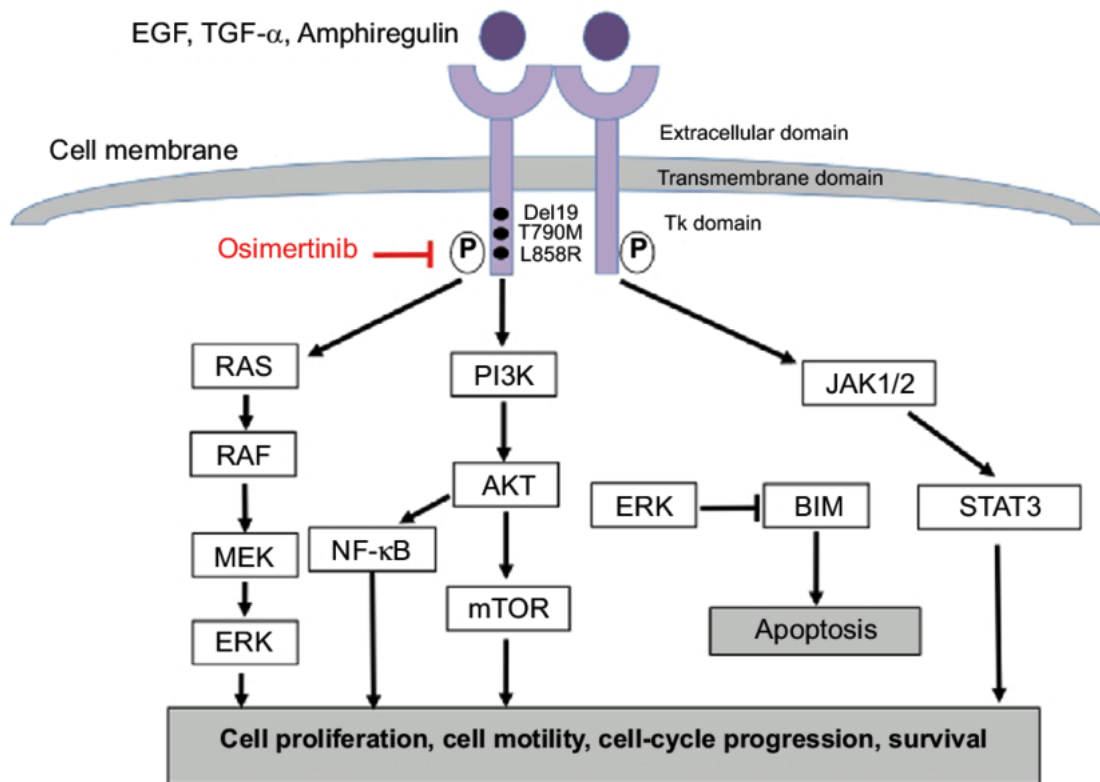 EGF, TGF-α, Amphiregulin
Extracellular domain
Cell membrane
Transmembrane domain
Del19
Tk domain
T790M
Osimertinib
P
L858R
P
RAS
PI3K
JAK1/2
RAF
AKT
ERK
BIM
STAT3
MEK
NF-κB
mTOR
ERK
Apoptosis
Cell proliferation, cell motility, cell-cycle progression, survival